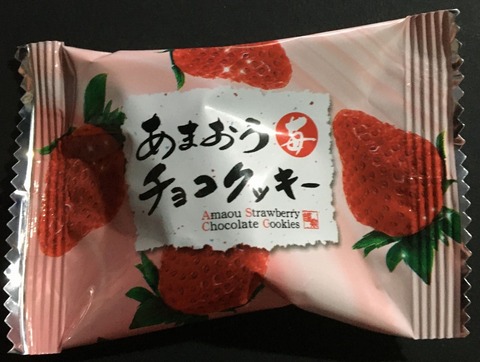 あまおう 苺
チョコクッキー
Amaou Strawberry
Chocolate Cookies